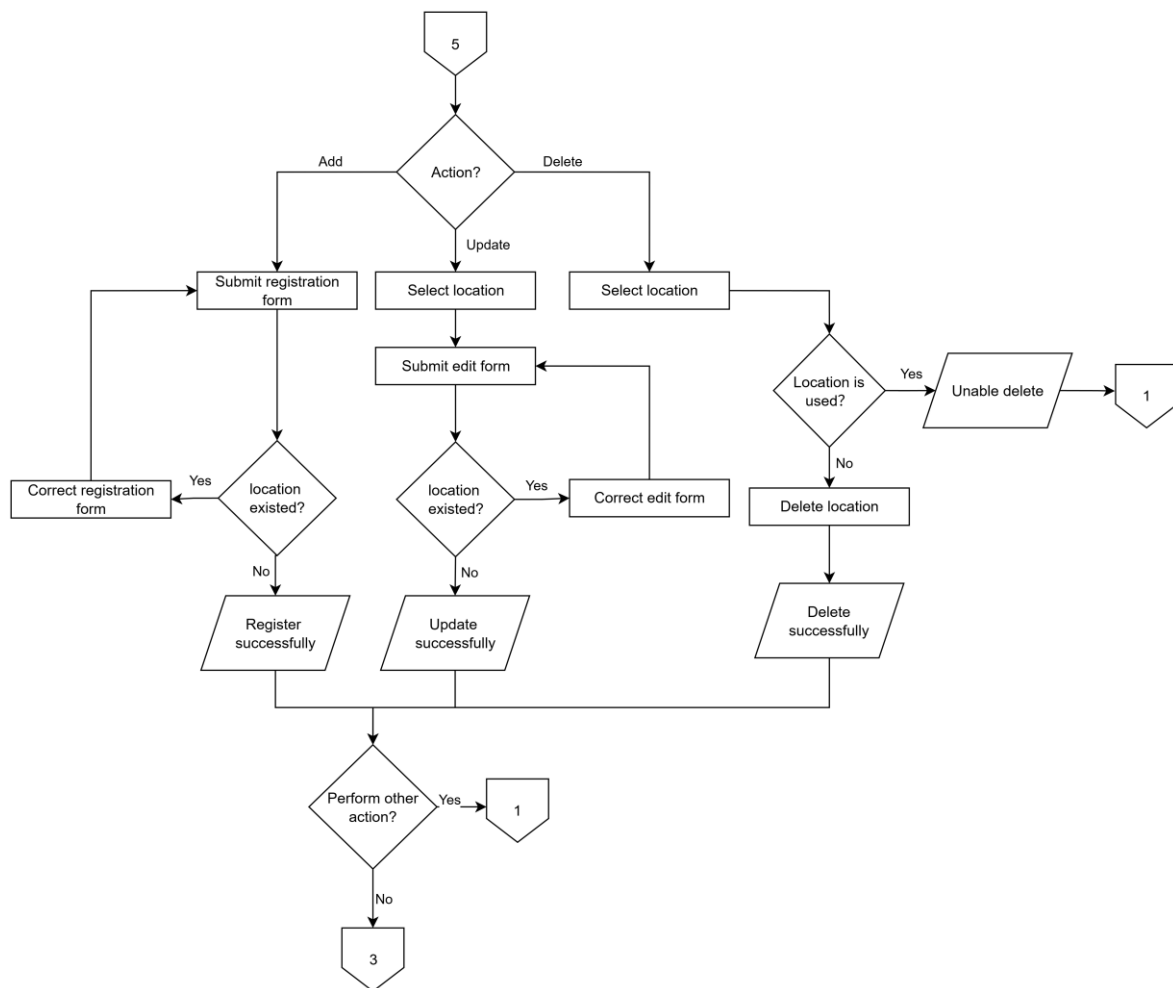 5
Action?
Add
Delete
Update
Submit registration
form
Select location
Select location
Submit edit form
Location is
used?
Yes
Unable delete
1
No
Correct registration
form
Yes
location
existed?
location
existed?
Yes
Correct edit form
Delete location
No
No
Register
successfully
Update
successfully
Delete
successfully
Perform other
action?
Yes
1
No
3